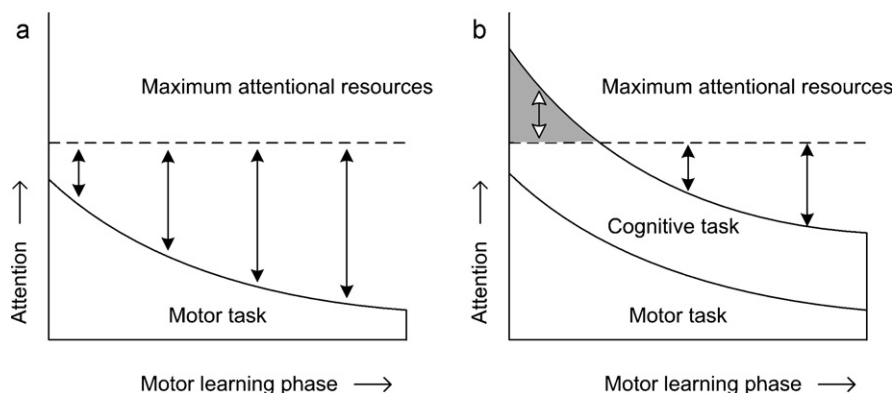 a
Maximum attentional resources
Motor task
Attention
Motor learning phase
b
Maximum attentional resources
Cognitive task
Motor task
Attention
Motor learning phase